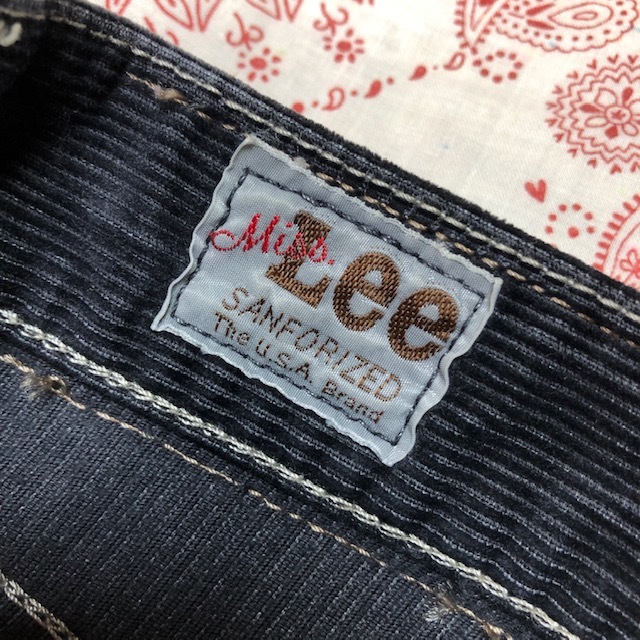 Miss.
Lee
SANFORIZED
The U.S.A. Brand